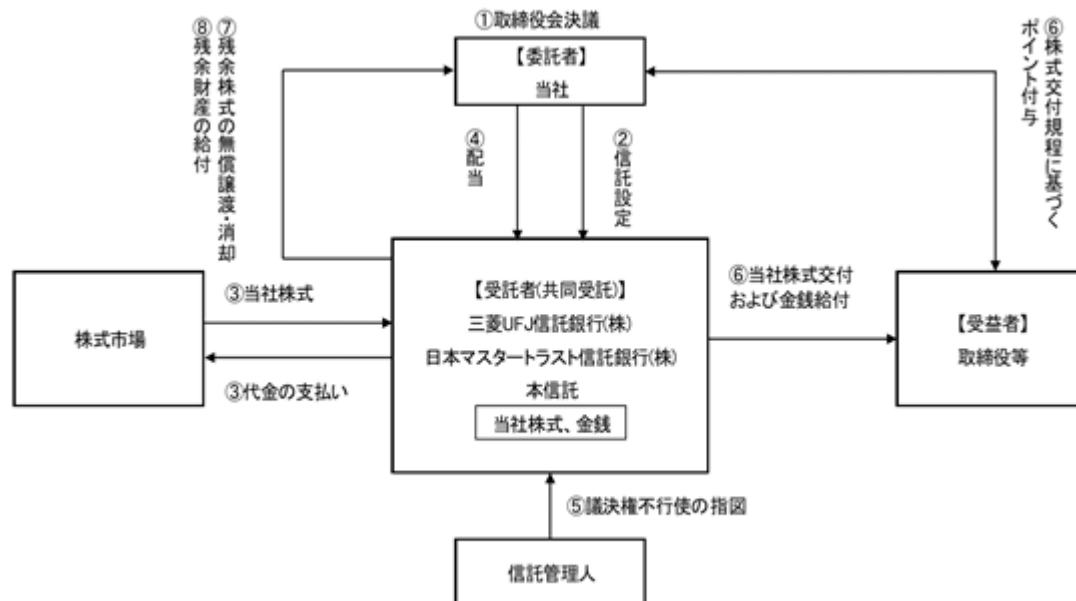 ①取締役会決議
【委託者】
当社
⑧残余財産の給付
⑦残余株式の無償譲渡・消却
④配当
②信託設定
⑥株式交付規程に基づく
ポイント付与
株式市場
③当社株式
③代金の支払い
【受託者(共同受託)】
三菱UFJ信託銀行(株)
日本マスタートラスト信託銀行(株)
本信託
当社株式、金銭
⑥当社株式交付
および金銭給付
【受益者】
取締役等
⑤議決権不行使の指図
信託管理人